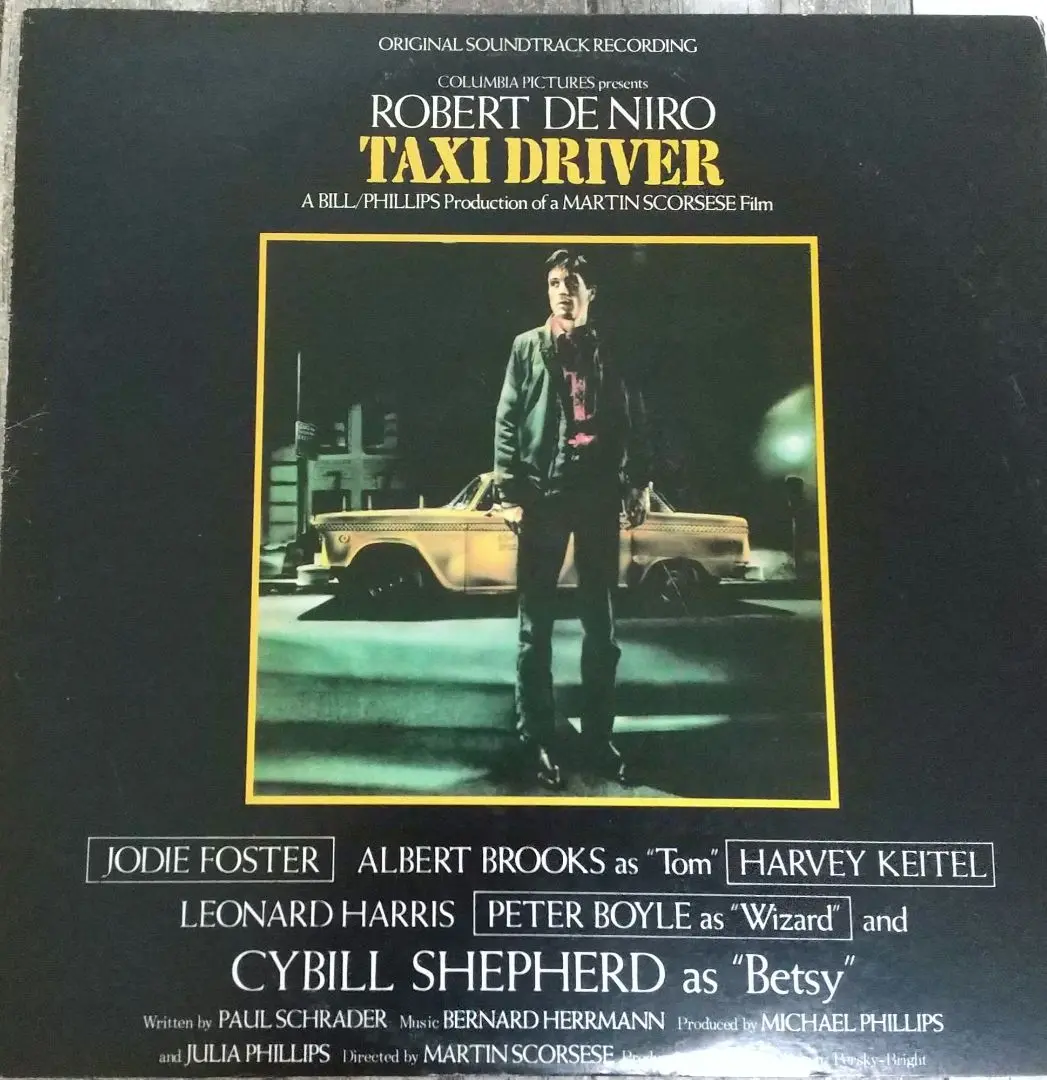 ORIGINAL SOUNDTRACK RECORDING
COLUMBIA PICTURES presents
ROBERT DE NIRO
TAXI DRIVER
A BILL/PHILLIPS Production of a MARTIN SCORSESE Film
JODIE FOSTER ALBERT BROOKS as "Tom" HARVEY KEITEL
LEONARD HARRIS PETER BOYLE as "Wizard" and
CYBILL SHEPHERD as "Betsy"
Written by PAUL SCHRADER Music BERNARD HERRMANN Produced by MICHAEL PHILLIPS
and JULIA PHILLIPS Directed by MARTIN SCORSESE Persky-Bright